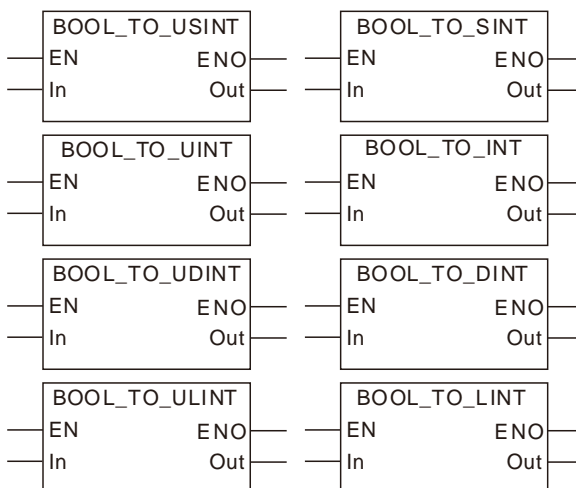 BOOL_TO_USINT
EN ENO
In Out
BOOL_TO_SINT
EN ENO
In Out
BOOL_TO_UINT
EN ENO
In Out
BOOL_TO_INT
EN ENO
In Out
BOOL_TO_UDINT
EN ENO
In Out
BOOL_TO_DINT
EN ENO
In Out
BOOL_TO_ULINT
EN ENO
In Out
BOOL_TO_LINT
EN ENO
In Out